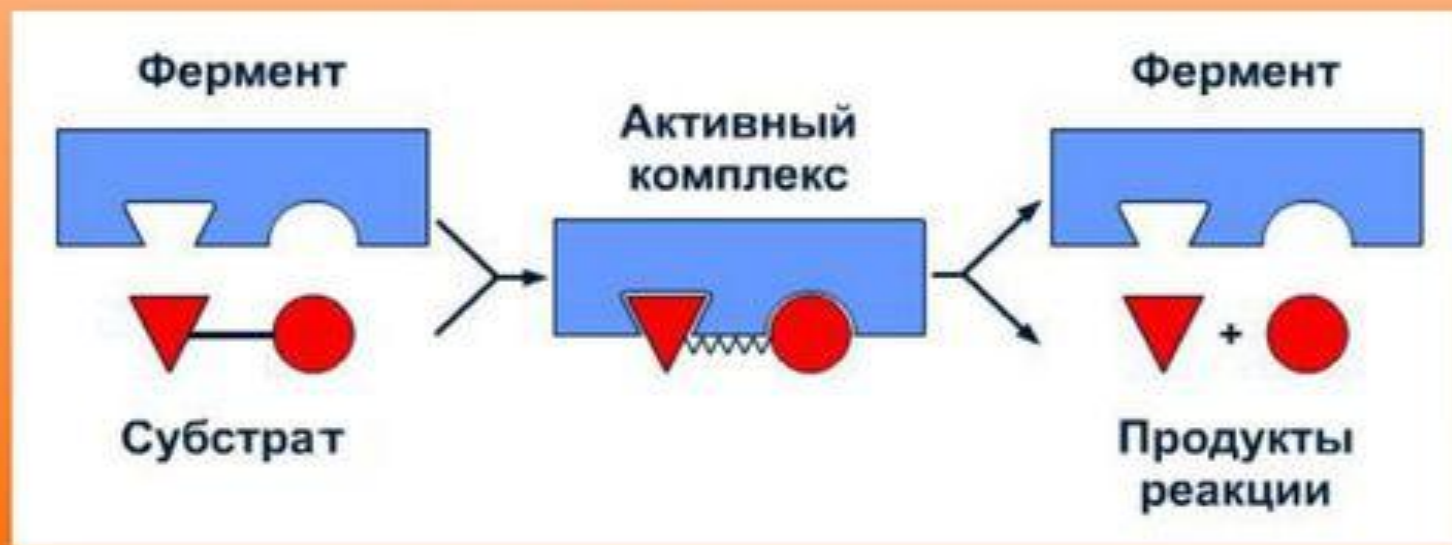 Фермент
Субстрат
Активный
комплекс
Фермент
+
Продукты
реакции